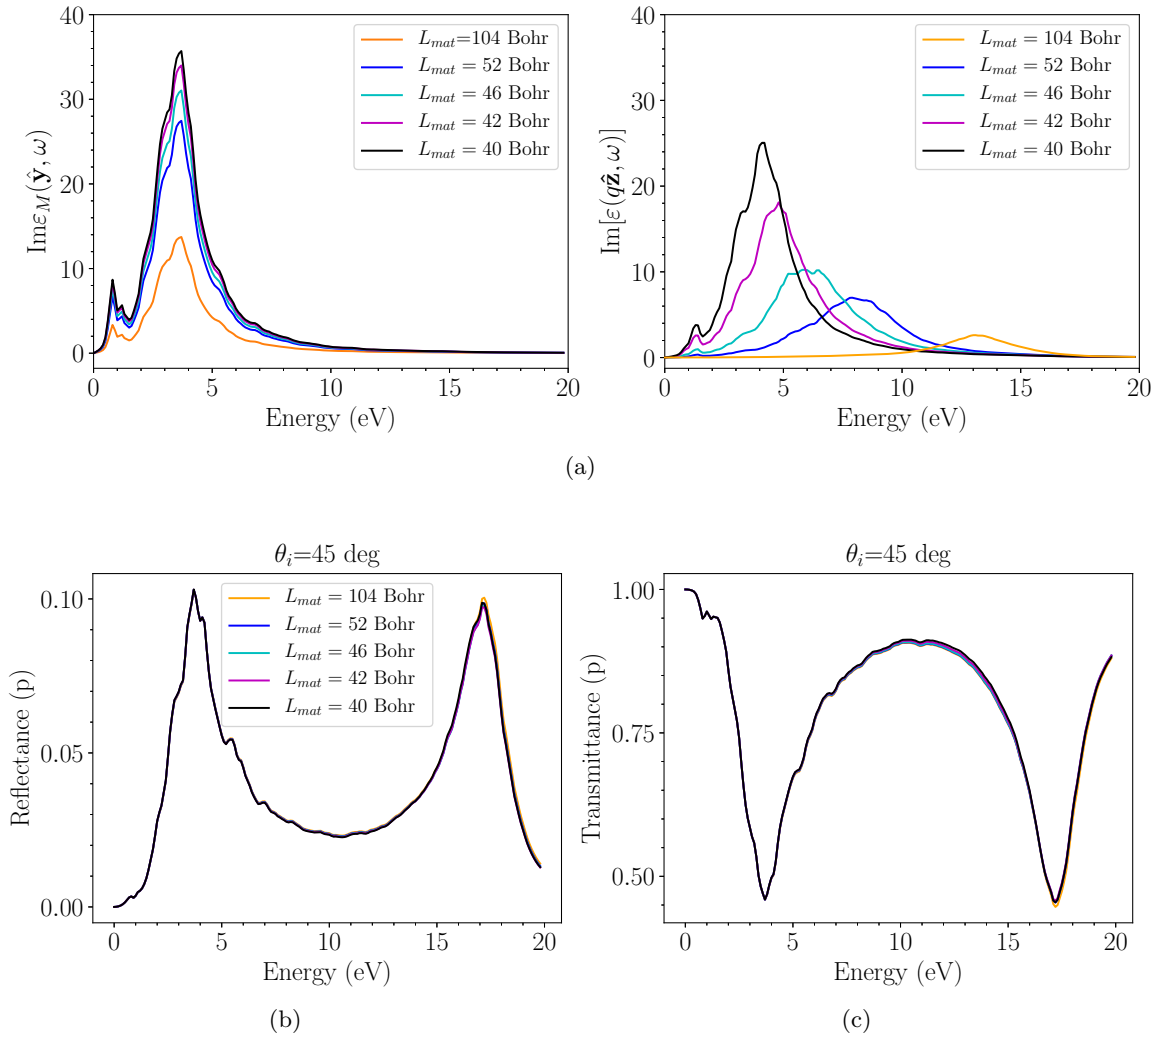 40
30
20
10
0
0
5
10
15
20
Energy (eV)
Imε_M(ŷ, ω)
L_mat=104 Bohr
L_mat = 52 Bohr
L_mat = 46 Bohr
L_mat = 42 Bohr
L_mat = 40 Bohr
40
30
20
10
0
0
5
10
15
20
Energy (eV)
Im[ε(qẑ, ω)]
L_mat = 104 Bohr
L_mat = 52 Bohr
L_mat = 46 Bohr
L_mat = 42 Bohr
L_mat = 40 Bohr
(a)
θ_i=45 deg
0.10
0.05
0.00
0
5
10
15
20
Energy (eV)
Reflectance (p)
L_mat = 104 Bohr
L_mat = 52 Bohr
L_mat = 46 Bohr
L_mat = 42 Bohr
L_mat = 40 Bohr
(b)
θ_i=45 deg
1.00
0.75
0.50
0
5
10
15
20
Energy (eV)
Transmittance (p)
(c)